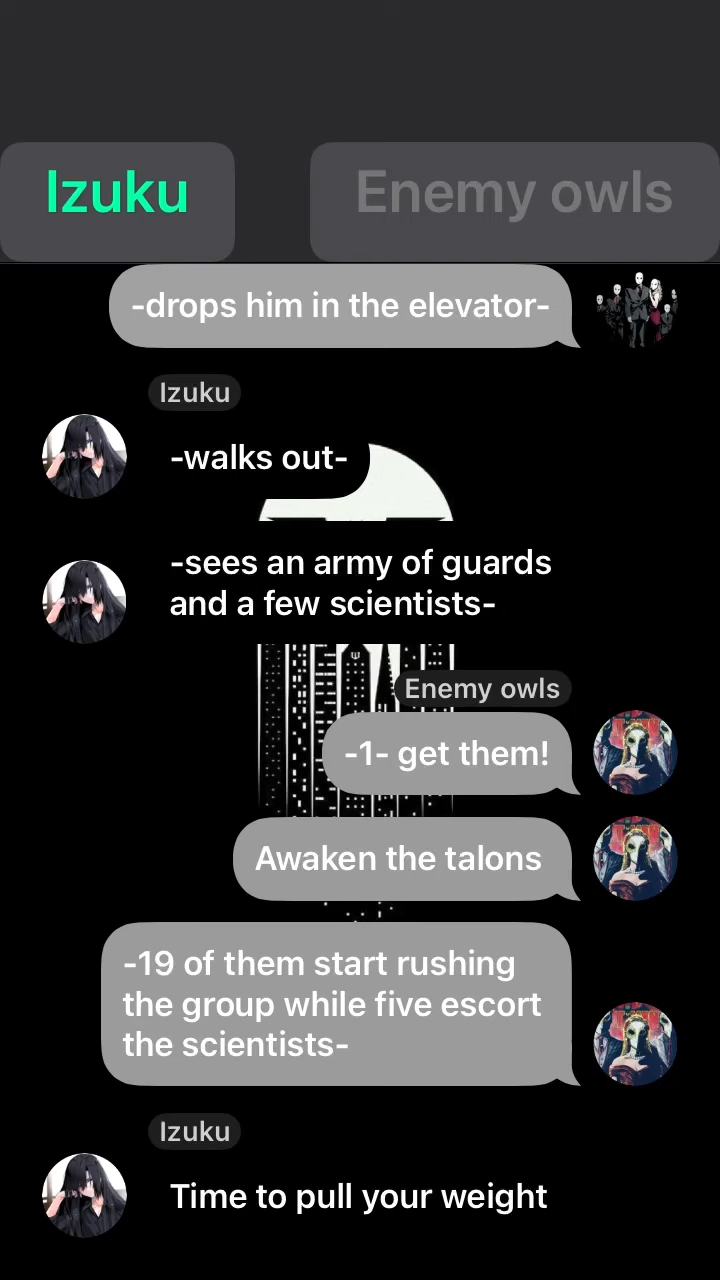 Izuku
Enemy owls
-drops him in the elevator-
Izuku
-walks out-
-sees an army of guards
and a few scientists-
Enemy owls
-1- get them!
Awaken the talons
-19 of them start rushing
the group while five escort
the scientists-
Izuku
Time to pull your weight